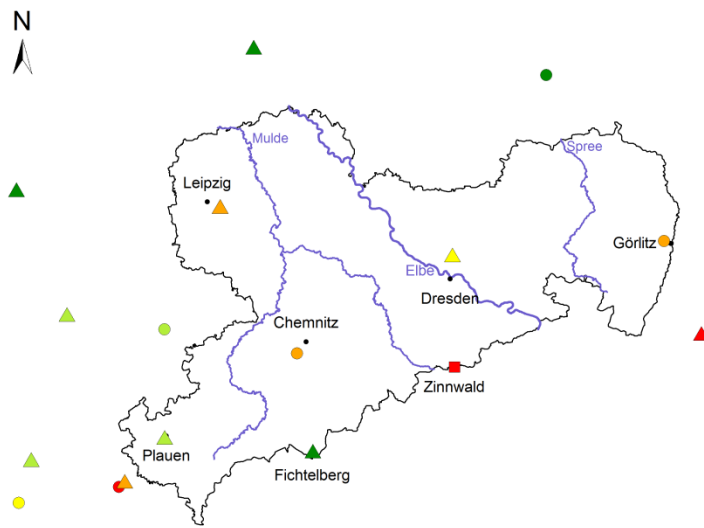 N
Mulde
Spree
Leipzig
Görlitz
Elbe
Dresden
Chemnitz
Zinnwald
Plauen
Fichtelberg